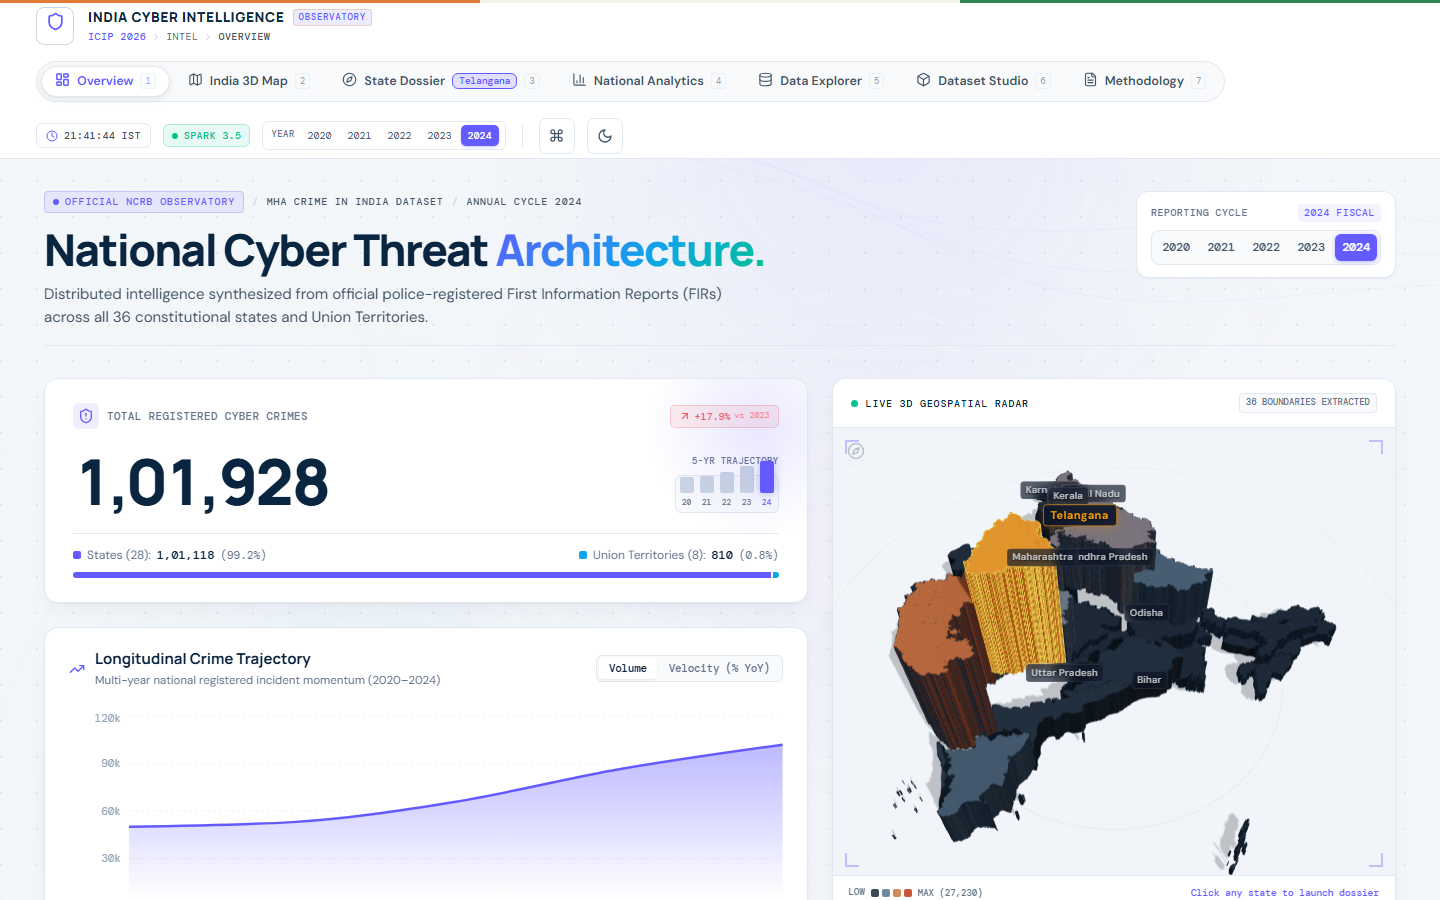 INDIA CYBER INTELLIGENCE OBSERVATORY
ICIP 2026 › INTEL › OVERVIEW
Overview 1 India 3D Map 2 State Dossier Telangana 3 National Analytics 4 Data Explorer 5 Dataset Studio 6 Methodology 7
21:41:44 IST SPARK 3.5 YEAR 2020 2021 2022 2023 2024
OFFICIAL NCRB OBSERVATORY / MHA CRIME IN INDIA DATASET / ANNUAL CYCLE 2024
National Cyber Threat Architecture.
Distributed intelligence synthesized from official police-registered First Information Reports (FIRs)
across all 36 constitutional states and Union Territories.
REPORTING CYCLE 2024 FISCAL
2020 2021 2022 2023 2024
TOTAL REGISTERED CYBER CRIMES
+17.9% vs 2023
1,01,928
5-YR TRAJECTORY
20 21 22 23 24
States (28): 1,01,118 (99.2%)
Union Territories (8): 810 (0.8%)
Longitudinal Crime Trajectory
Multi-year national registered incident momentum (2020–2024)
Volume Velocity (% YoY)
120k
90k
60k
30k
LIVE 3D GEOSPATIAL RADAR
36 BOUNDARIES EXTRACTED
Karn
Kerala
l Nadu
Telangana
Maharashtra
ndhra Pradesh
Odisha
Uttar Pradesh
Bihar
LOW MAX (27,230)
Click any state to launch dossier